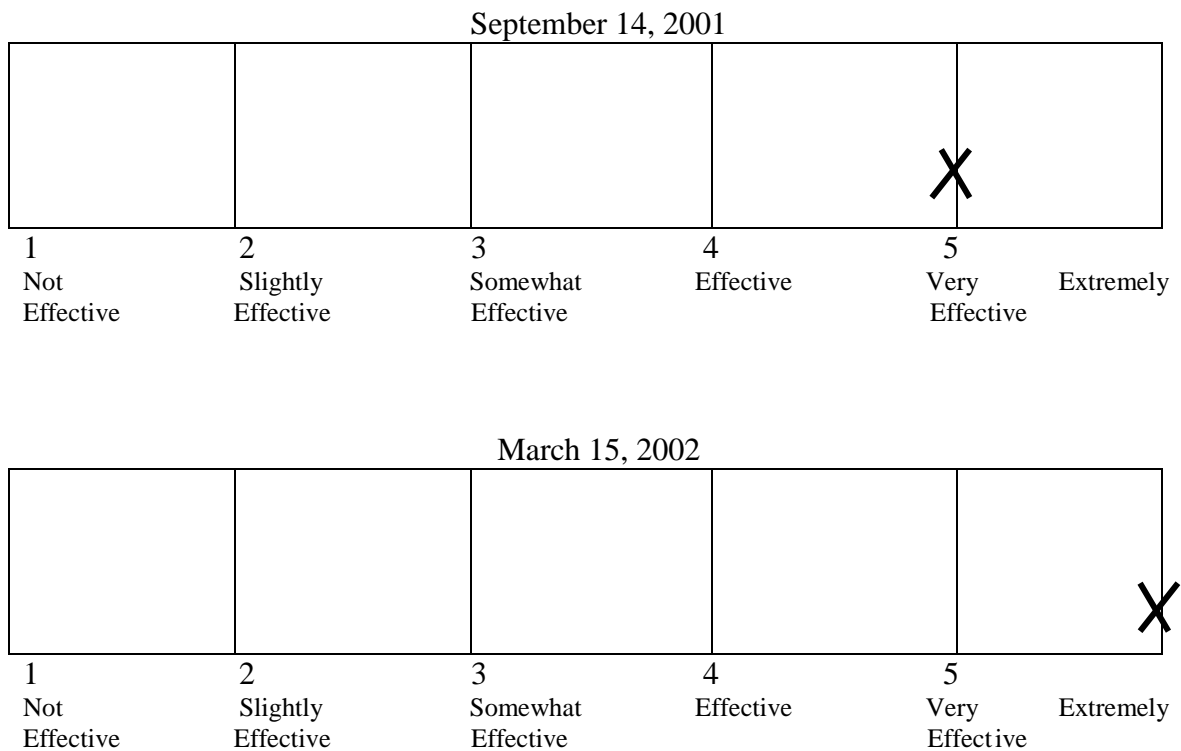 September 14, 2001
1 2 3 4 5
Not Slightly Somewhat Effective Very Extremely
Effective Effective Effective Effective
March 15, 2002
1 2 3 4 5
Not Slightly Somewhat Effective Very Extremely
Effective Effective Effective Effective